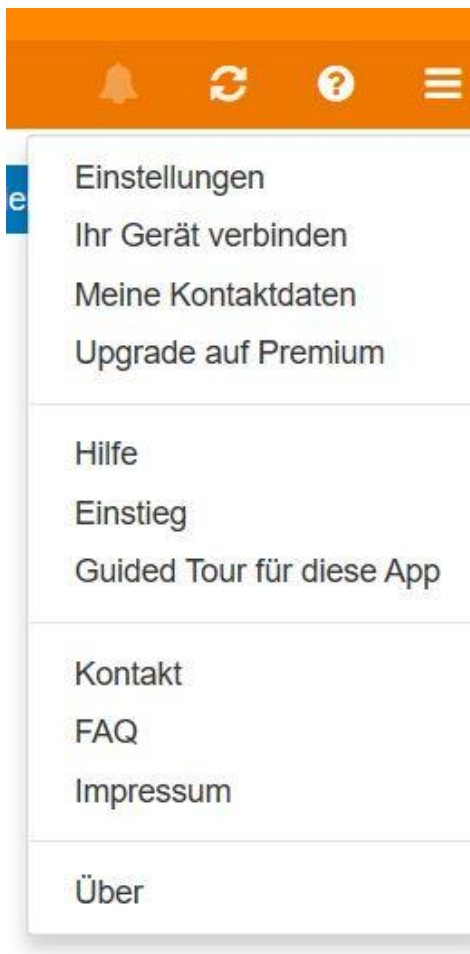 e
Einstellungen
Ihr Gerät verbinden
Meine Kontaktdaten
Upgrade auf Premium
Hilfe
Einstieg
Guided Tour für diese App
Kontakt
FAQ
Impressum
Über